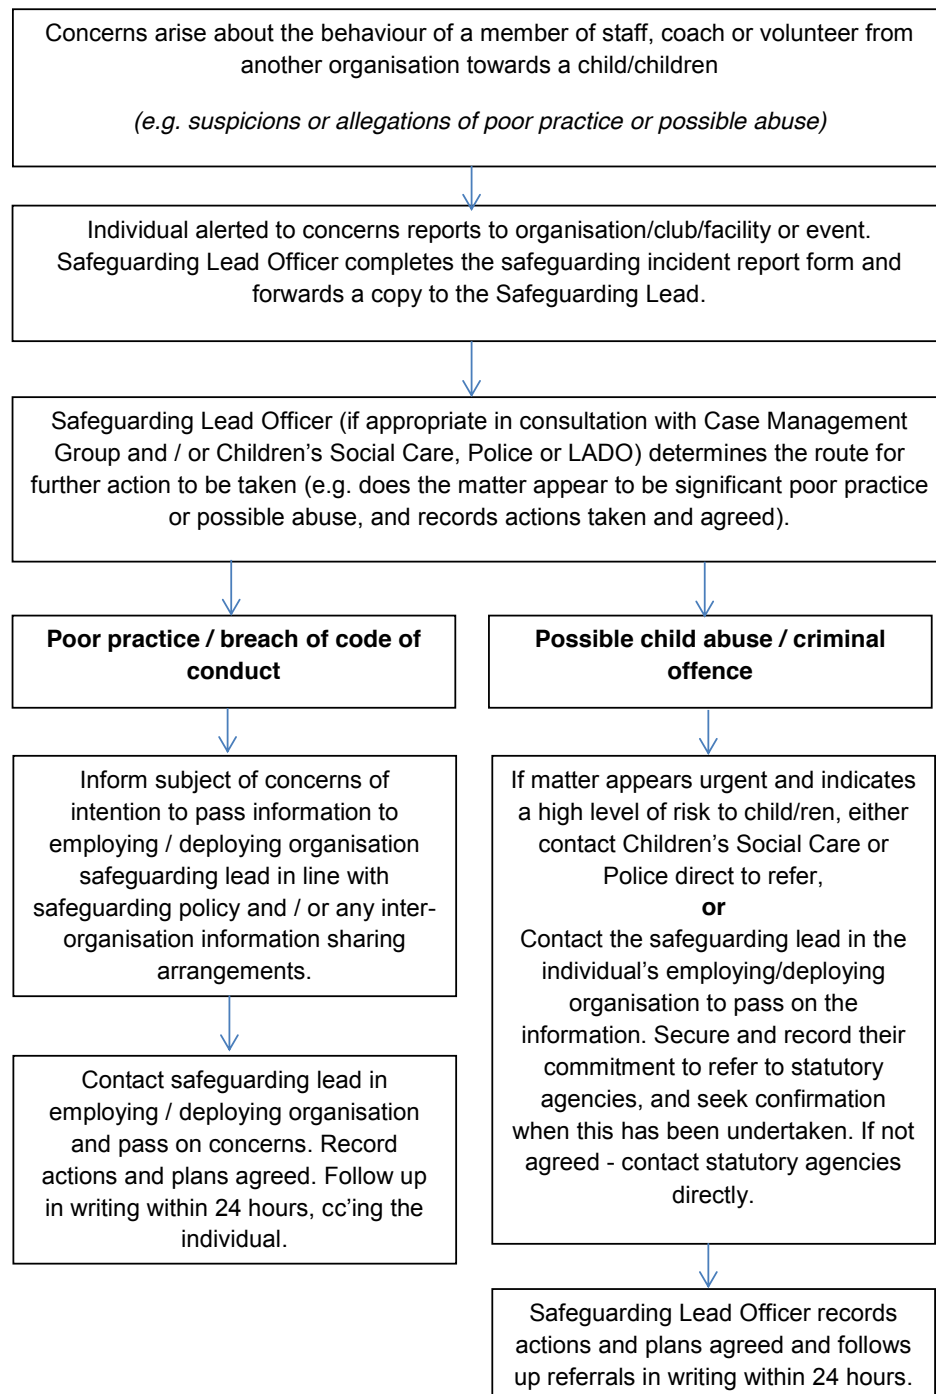 Concerns arise about the behaviour of a member of staff, coach or volunteer from
another organisation towards a child/children
(e.g. suspicions or allegations of poor practice or possible abuse)
Individual alerted to concerns reports to organisation/club/facility or event.
Safeguarding Lead Officer completes the safeguarding incident report form and
forwards a copy to the Safeguarding Lead.
Safeguarding Lead Officer (if appropriate in consultation with Case Management
Group and / or Children’s Social Care, Police or LADO) determines the route for
further action to be taken (e.g. does the matter appear to be significant poor practice
or possible abuse, and records actions taken and agreed).
Poor practice / breach of code of
conduct
Inform subject of concerns of
intention to pass information to
employing / deploying organisation
safeguarding lead in line with
safeguarding policy and / or any inter-
organisation information sharing
arrangements.
Contact safeguarding lead in
employing / deploying organisation
and pass on concerns. Record
actions and plans agreed. Follow up
in writing within 24 hours, cc’ing the
individual.
Possible child abuse / criminal
offence
If matter appears urgent and indicates
a high level of risk to child/ren, either
contact Children’s Social Care or
Police direct to refer,
or
Contact the safeguarding lead in the
individual’s employing/deploying
organisation to pass on the
information. Secure and record their
commitment to refer to statutory
agencies, and seek confirmation
when this has been undertaken. If not
agreed - contact statutory agencies
directly.
Safeguarding Lead Officer records
actions and plans agreed and follows
up referrals in writing within 24 hours.